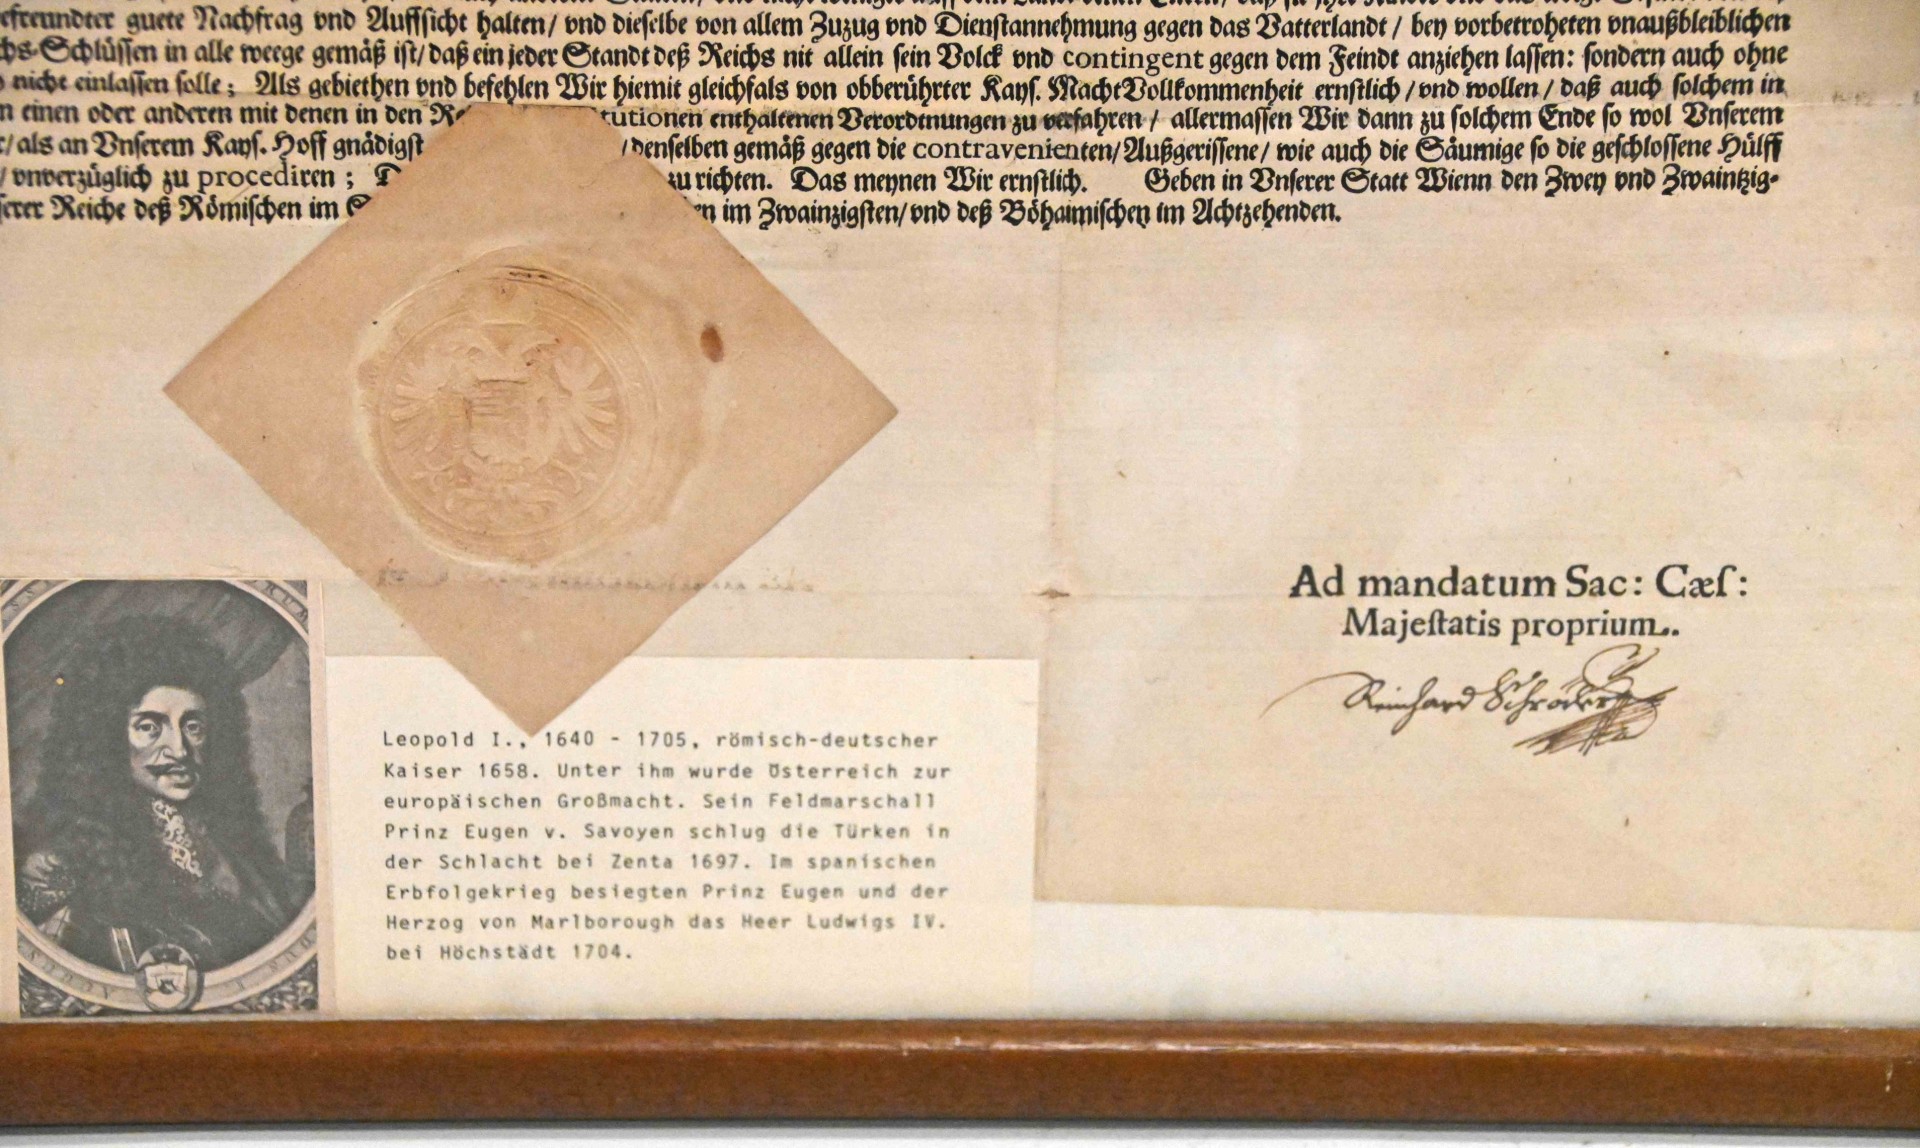 guete Nachfrag vnd Auffsicht halten / vnd dieselbe von allem Zuzug vnd Dienstannehmung gegen das Vatterlandt / bey vorbetroheten vnaußbleiblichen
Schlüssen in alle weege gemäß ist / daß ein jeder Standt deß Reichs nit allein sein Volck vnd contingent gegen dem Feindt anziehen lassen: sondern auch ohne
nicht einlassen solle ; Als gebiethen vnd befehlen Wir hiemit gleichfals von obberührter Kays. MachtVollkommenheit ernstlich / vnd wollen / daß auch solchem in
einen oder anderen mit denen in den tutionen enthaltenen Verordtnungen zu verfahren / allermassen Wir dann zu solchem Ende so wol Vnserem
/ als an Vnserem Kays. Hoff gnädigst / denselben gemäß gegen die contravenienten / Außgerissene / wie auch die Säumige so die geschlossene Hülff
/ vnverzüglich zu procediren ; zu richten. Das meynen Wir ernstlich. Geben in Vnserer Statt Wienn den Zwey vnd Zwaintzig-
serer Reiche deß Römischen im en im Zwainzigsten / vnd deß Böhaimischen im Achtzehenden.
Ad mandatum Sac: Cæſ:
Majeſtatis proprium.
Reinhard Schröder
Leopold I., 1640 - 1705, römisch-deutscher
Kaiser 1658. Unter ihm wurde Österreich zur
europäischen Großmacht. Sein Feldmarschall
Prinz Eugen v. Savoyen schlug die Türken in
der Schlacht bei Zenta 1697. Im spanischen
Erbfolgekrieg besiegten Prinz Eugen und der
Herzog von Marlborough das Heer Ludwigs IV.
bei Höchstädt 1704.